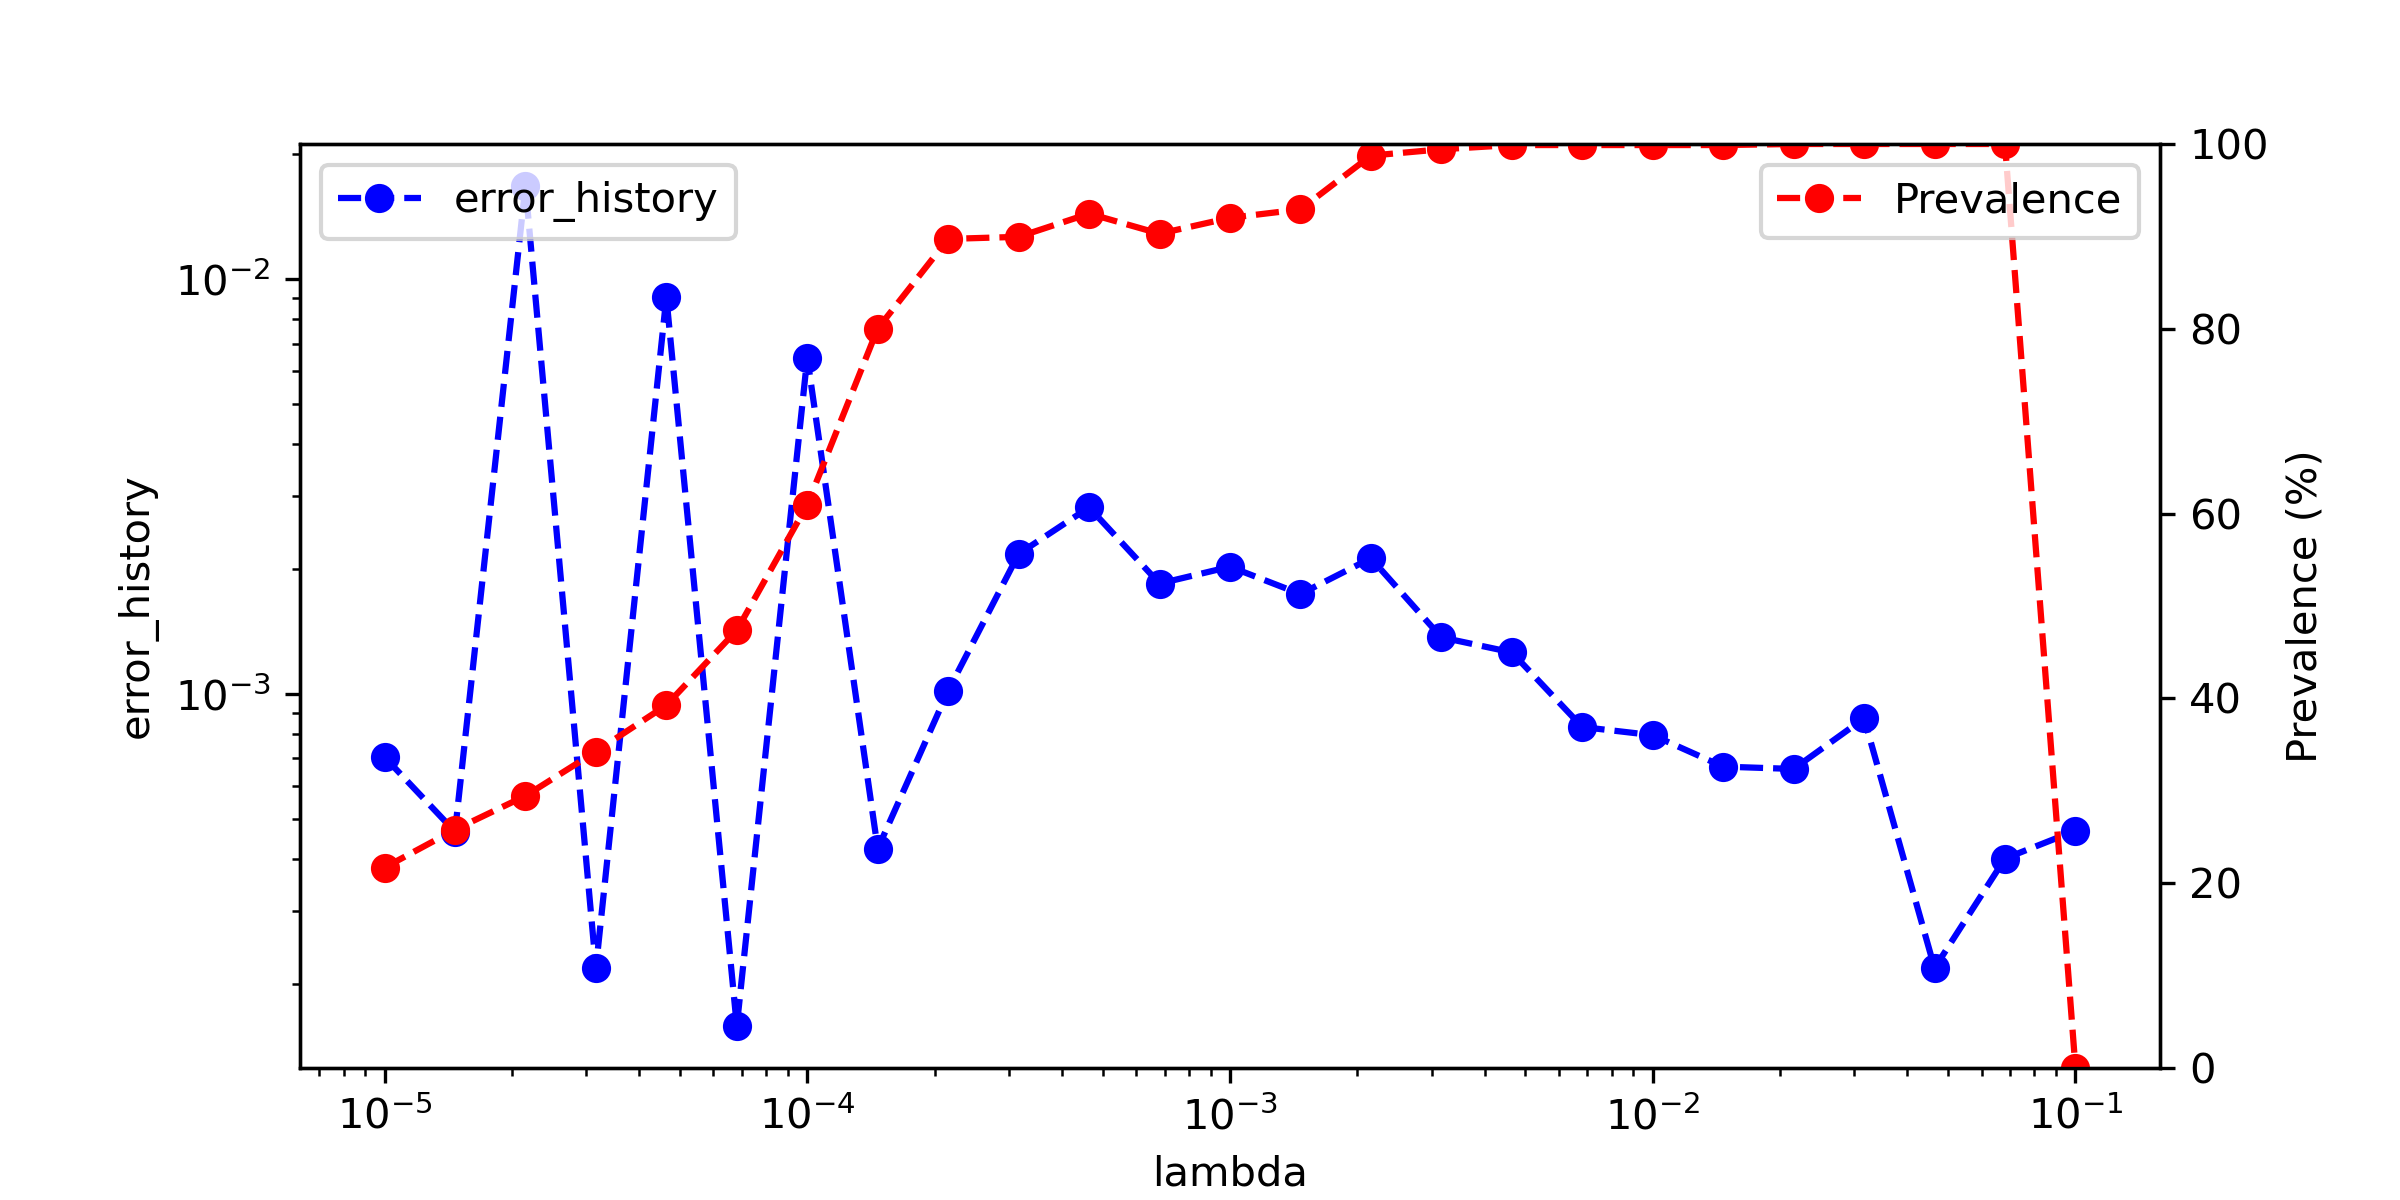 error_history
Prevalence
10⁻²
10⁻³
error_history
100
80
60
40
20
0
Prevalence (%)
10⁻⁵ 10⁻⁴ 10⁻³ 10⁻² 10⁻¹
lambda